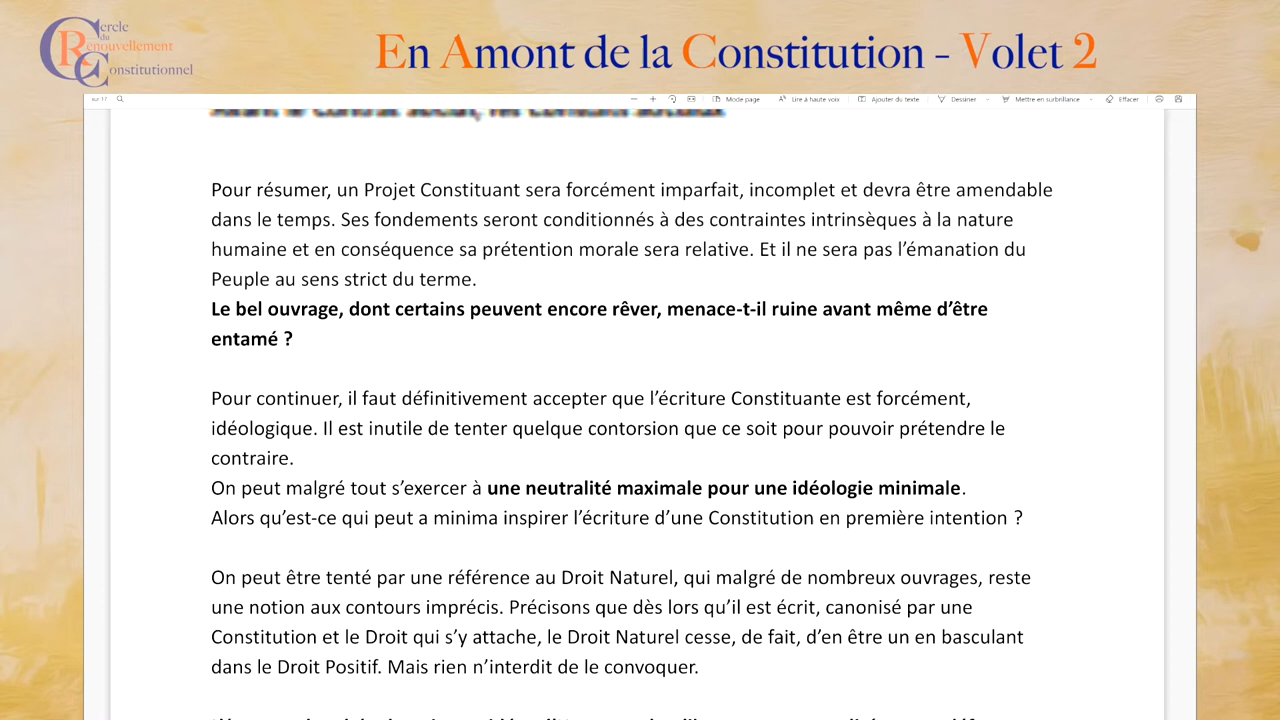 Cercle
du
Renouvellement
Constitutionnel
En Amont de la Constitution - Volet 2
sur 17
Mode page
Lire à haute voix
Ajouter du texte
Dessiner
Mettre en surbrillance
Effacer
Pour résumer, un Projet Constituant sera forcément imparfait, incomplet et devra être amendable
dans le temps. Ses fondements seront conditionnés à des contraintes intrinsèques à la nature
humaine et en conséquence sa prétention morale sera relative. Et il ne sera pas l’émanation du
Peuple au sens strict du terme.
Le bel ouvrage, dont certains peuvent encore rêver, menace-t-il ruine avant même d’être
entamé ?
Pour continuer, il faut définitivement accepter que l’écriture Constituante est forcément,
idéologique. Il est inutile de tenter quelque contorsion que ce soit pour pouvoir prétendre le
contraire.
On peut malgré tout s’exercer à une neutralité maximale pour une idéologie minimale.
Alors qu’est-ce qui peut a minima inspirer l’écriture d’une Constitution en première intention ?
On peut être tenté par une référence au Droit Naturel, qui malgré de nombreux ouvrages, reste
une notion aux contours imprécis. Précisons que dès lors qu’il est écrit, canonisé par une
Constitution et le Droit qui s’y attache, le Droit Naturel cesse, de fait, d’en être un en basculant
dans le Droit Positif. Mais rien n’interdit de le convoquer.